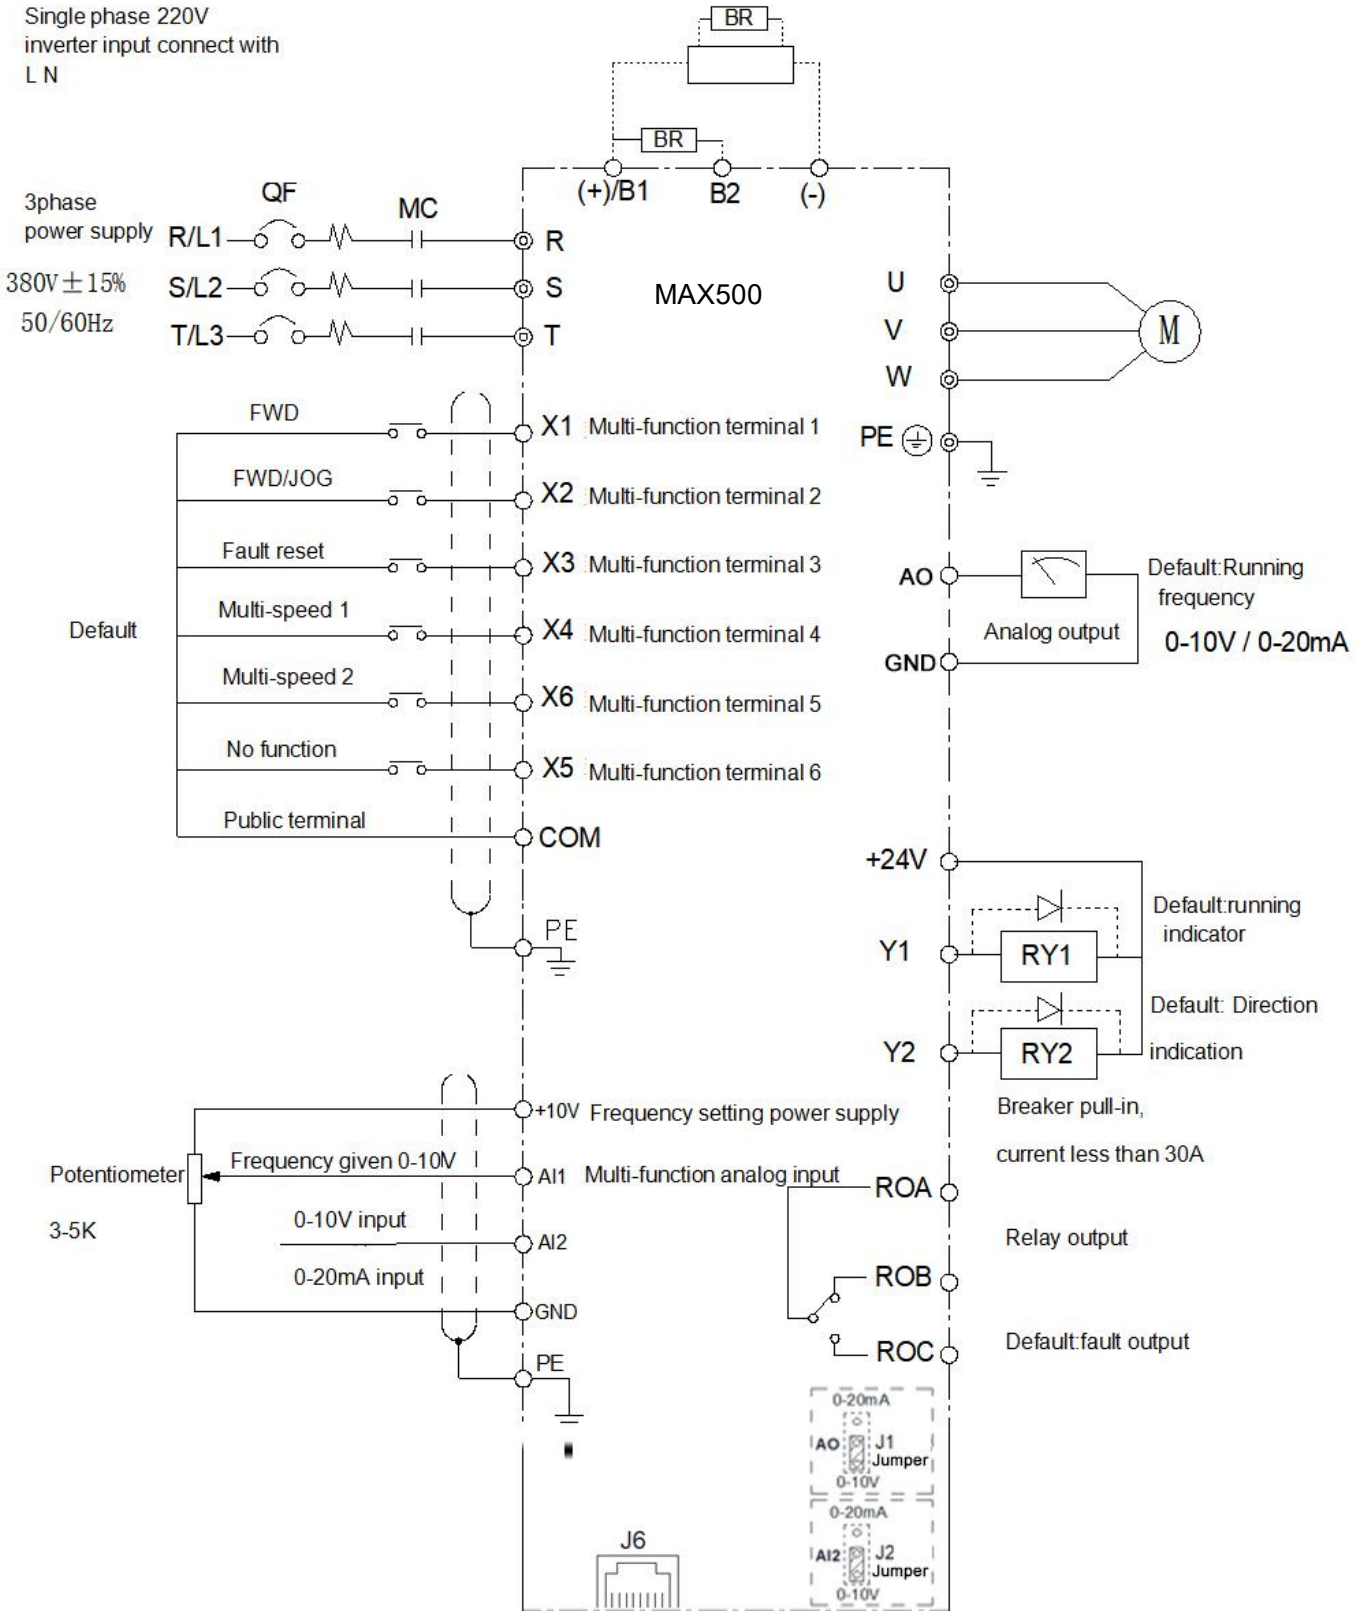 Single phase 220V
inverter input connect with
L N
BR
BR
(+)/B1
B2
(-)
3phase
power supply
380V±15%
50/60Hz
QF
MC
R/L1
R
S/L2
S
T/L3
T
MAX500
U
V
W
M
PE
FWD
X1
Multi-function terminal 1
FWD/JOG
X2
Multi-function terminal 2
Fault reset
X3
Multi-function terminal 3
Default
Multi-speed 1
X4
Multi-function terminal 4
Multi-speed 2
X6
Multi-function terminal 5
No function
X5
Multi-function terminal 6
Public terminal
COM
PE
AO
Analog output
GND
Default:Running
frequency
0-10V / 0-20mA
+24V
Y1
RY1
Default:running
indicator
Y2
RY2
Default: Direction
indication
Breaker pull-in,
current less than 30A
+10V
Frequency setting power supply
Potentiometer
3-5K
Frequency given 0-10V
AI1
Multi-function analog input
0-10V input
AI2
0-20mA input
GND
PE
ROA
Relay output
ROB
ROC
Default:fault output
0-20mA
AO
J1
Jumper
0-10V
0-20mA
AI2
J2
Jumper
0-10V
J6